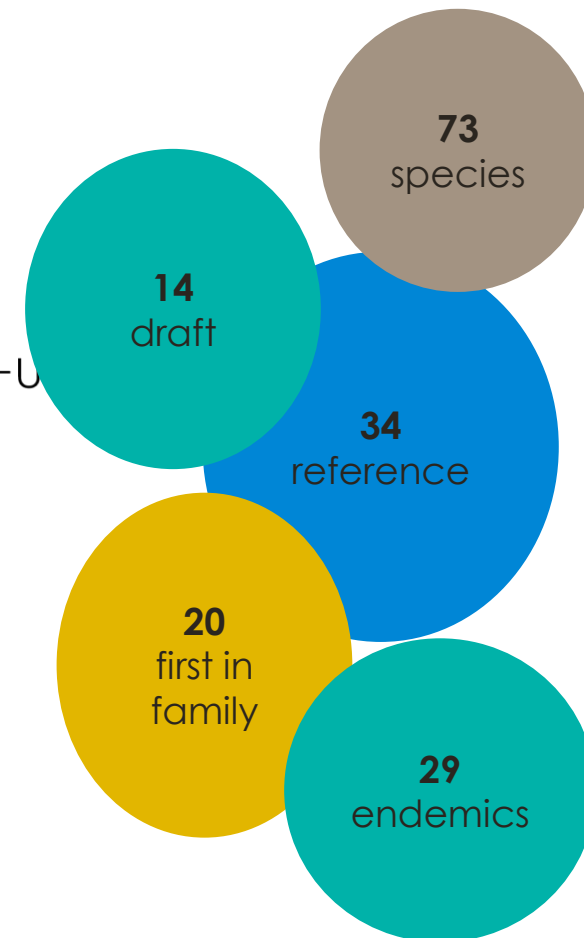 73
species
14
draft
-U
34
reference
20
first in
family
29
endemics